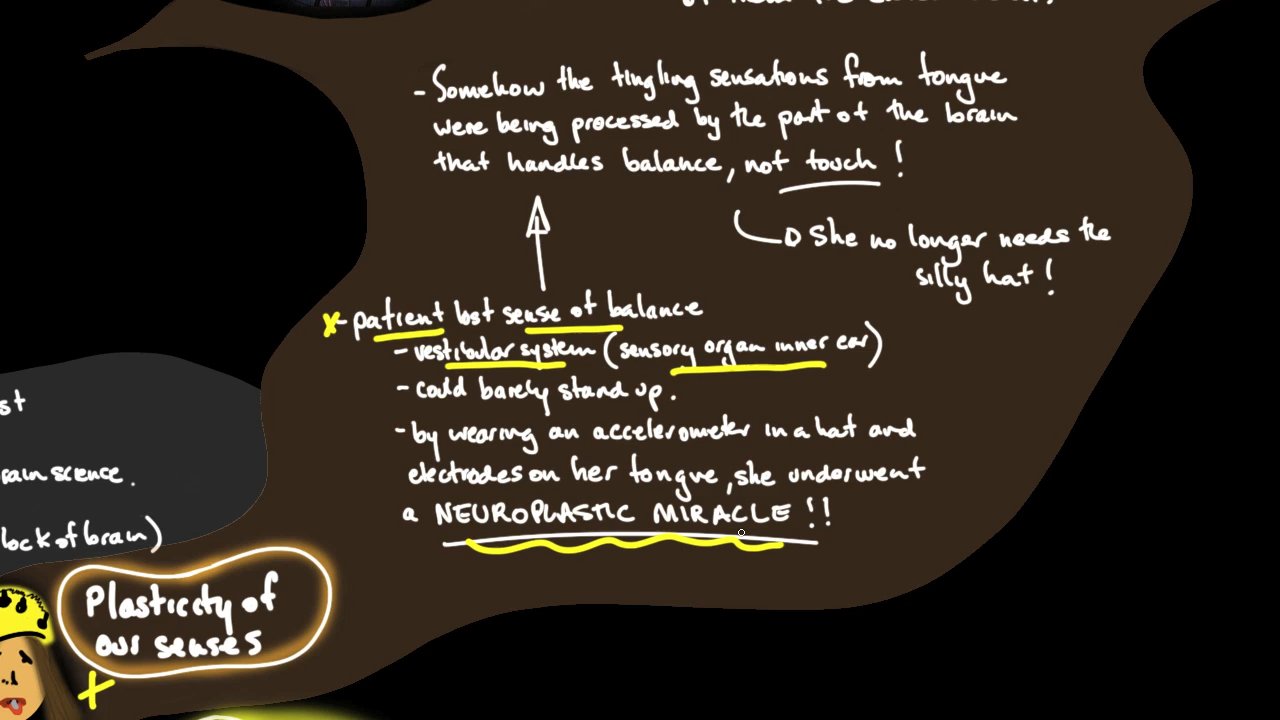 - Somehow the tingling sensations from tongue
were being processed by the part of the brain
that handles balance, not touch!
She no longer needs the
silly hat!
- patient lost sense of balance
- vestibular system (sensory organ inner ear)
- could barely stand up.
- by wearing an accelerometer in a hat and
electrodes on her tongue, she underwent
a NEUROPLASTIC MIRACLE!!
st
rain science.
lock of brain)
Plasticity of
our senses